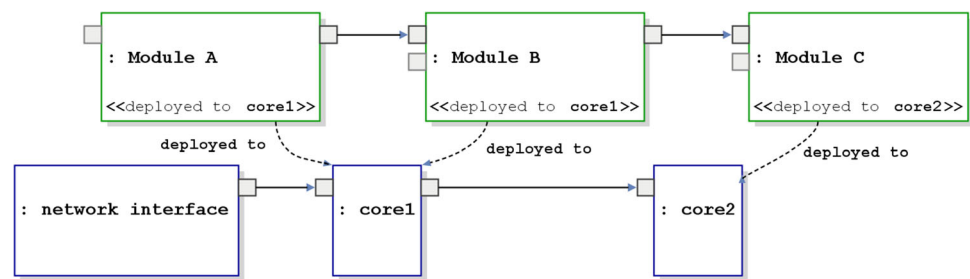 : Module A
: Module B
: Module C
<<deployed to core1>>
<<deployed to core1>>
<<deployed to core2>>
deployed to
deployed to
deployed to
: network interface
: core1
: core2